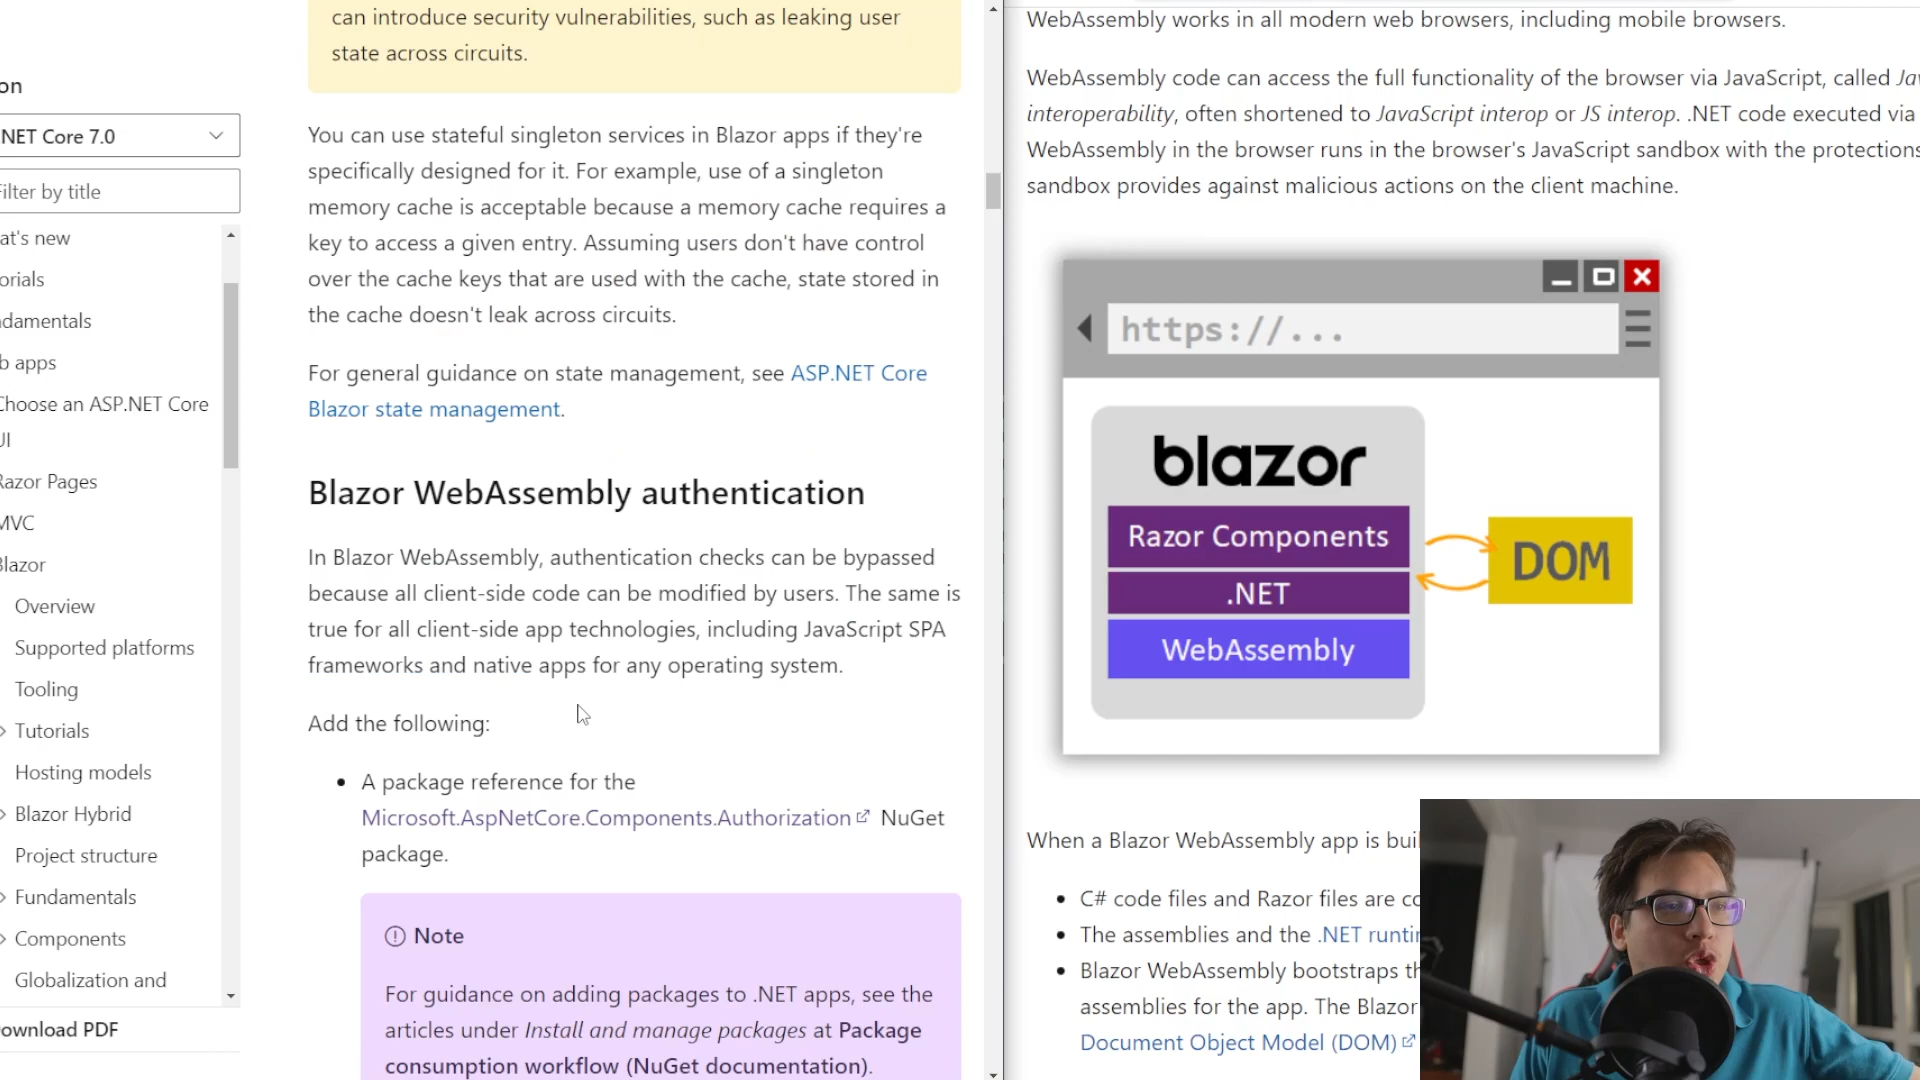 on
NET Core 7.0
Filter by title
at's new
orials
damentals
b apps
Choose an ASP.NET Core
UI
Razor Pages
MVC
Blazor
Overview
Supported platforms
Tooling
Tutorials
Hosting models
Blazor Hybrid
Project structure
Fundamentals
Components
Globalization and
ownload PDF
can introduce security vulnerabilities, such as leaking user
state across circuits.
You can use stateful singleton services in Blazor apps if they're
specifically designed for it. For example, use of a singleton
memory cache is acceptable because a memory cache requires a
key to access a given entry. Assuming users don't have control
over the cache keys that are used with the cache, state stored in
the cache doesn't leak across circuits.
For general guidance on state management, see ASP.NET Core
Blazor state management.
Blazor WebAssembly authentication
In Blazor WebAssembly, authentication checks can be bypassed
because all client-side code can be modified by users. The same is
true for all client-side app technologies, including JavaScript SPA
frameworks and native apps for any operating system.
Add the following:
• A package reference for the
Microsoft.AspNetCore.Components.Authorization NuGet
package.
Note
For guidance on adding packages to .NET apps, see the
articles under Install and manage packages at Package
consumption workflow (NuGet documentation).
WebAssembly works in all modern web browsers, including mobile browsers.
WebAssembly code can access the full functionality of the browser via JavaScript, called Jav
interoperability, often shortened to JavaScript interop or JS interop. .NET code executed via
WebAssembly in the browser runs in the browser's JavaScript sandbox with the protections
sandbox provides against malicious actions on the client machine.
https://...
blazor
Razor Components
.NET
WebAssembly
DOM
When a Blazor WebAssembly app is buil
• C# code files and Razor files are co
• The assemblies and the .NET runtin
• Blazor WebAssembly bootstraps th
assemblies for the app. The Blazor
Document Object Model (DOM)